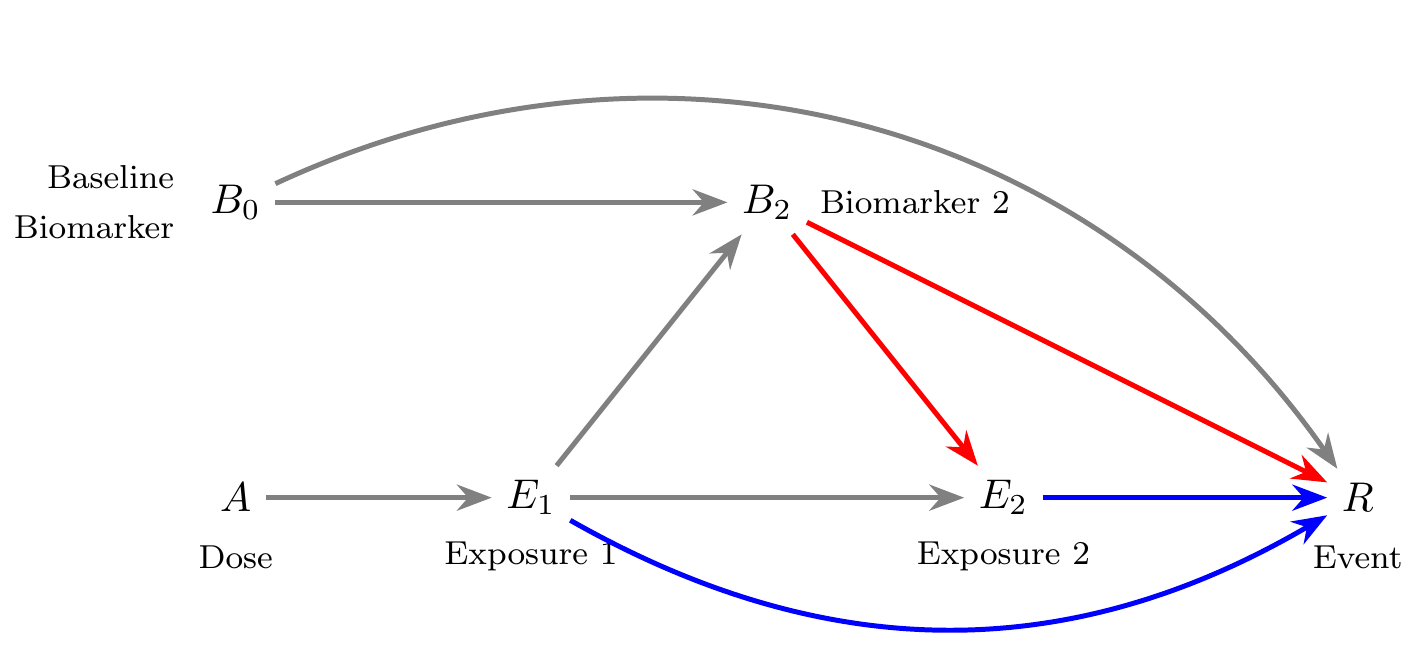 Baseline
Biomarker
B₀
B₂ Biomarker 2
A
E₁
E₂
R
Dose
Exposure 1
Exposure 2
Event